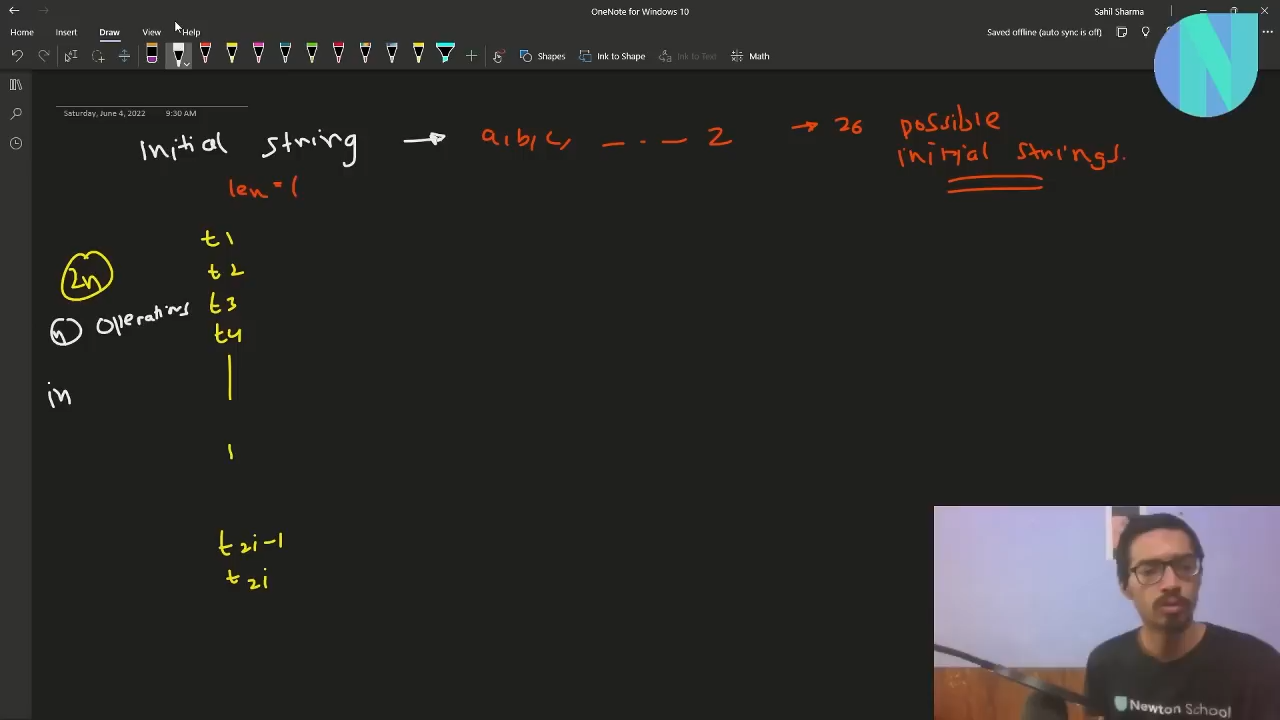 OneNote for Windows 10
Sahil Sharma
Home Insert Draw View Help
Saved offline (auto sync is off)
Shapes Ink to Shape Ink to Text Math
Saturday, June 4, 2022 9:30 AM
Initial string → a,b,c, — - — z → 26 possible
initial strings.
len = 1
t1
2n
t2
t3
n operations
t4
in
t2i-1
t2i
Newton School